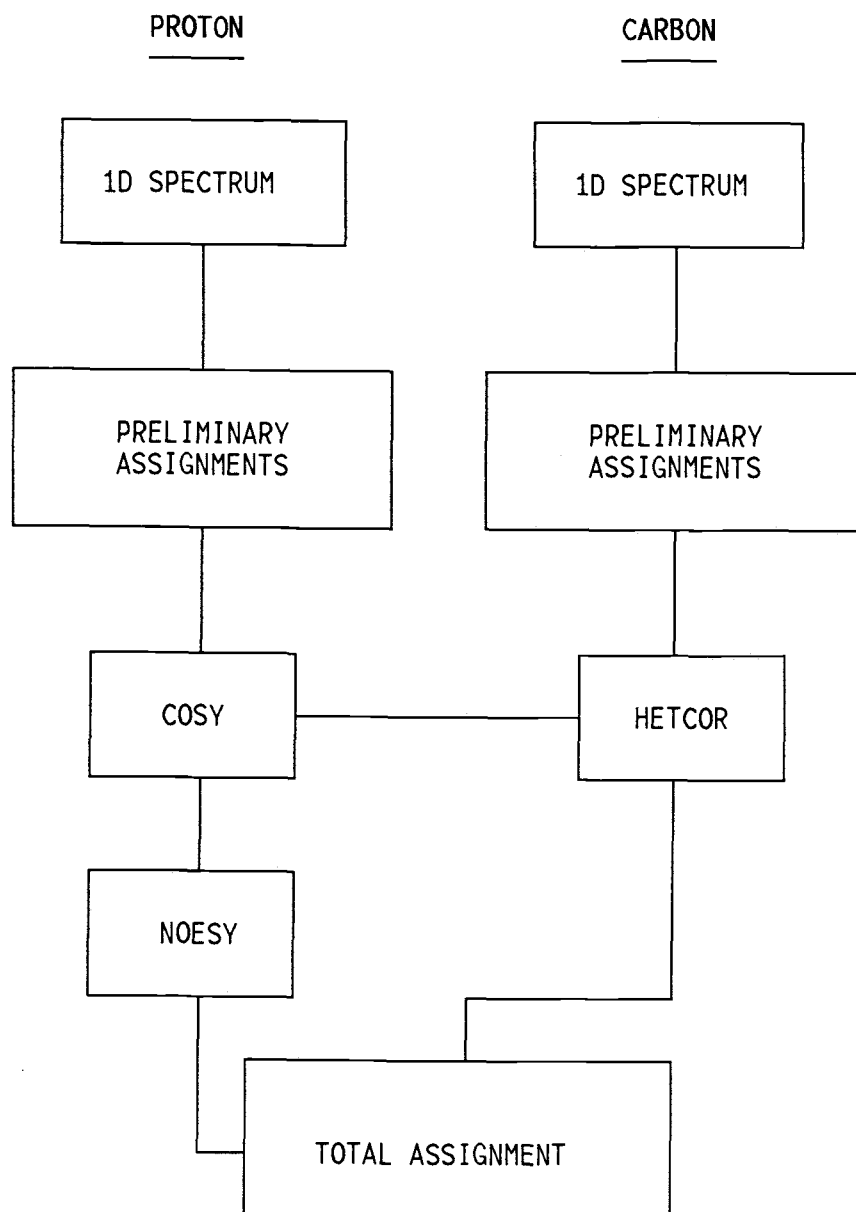 PROTON
CARBON
1D SPECTRUM
1D SPECTRUM
PRELIMINARY
ASSIGNMENTS
PRELIMINARY
ASSIGNMENTS
COSY
HETCOR
NOESY
TOTAL ASSIGNMENT